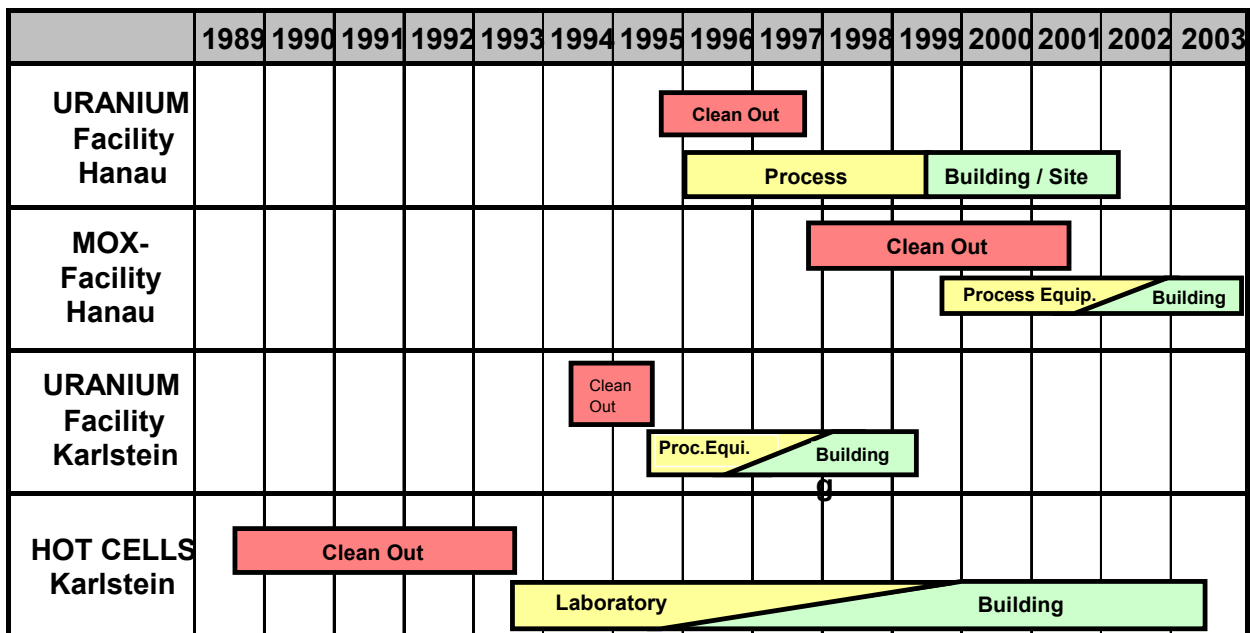 1989 1990 1991 1992 1993 1994 1995 1996 1997 1998 1999 2000 2001 2002 2003
URANIUM
Facility
Hanau
Clean Out
Process
Building / Site
MOX-
Facility
Hanau
Clean Out
Process Equip.
Building
URANIUM
Facility
Karlstein
Clean
Out
Proc.Equi.
Building
g
HOT CELLS
Karlstein
Clean Out
Laboratory
Building